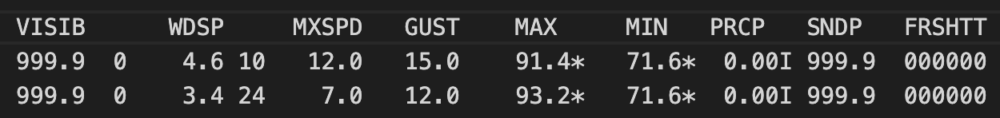 VISIB WDSP MXSPD GUST MAX MIN PRCP SNDP FRSHTT
999.9 0 4.6 10 12.0 15.0 91.4* 71.6* 0.00I 999.9 000000
999.9 0 3.4 24 7.0 12.0 93.2* 71.6* 0.00I 999.9 000000